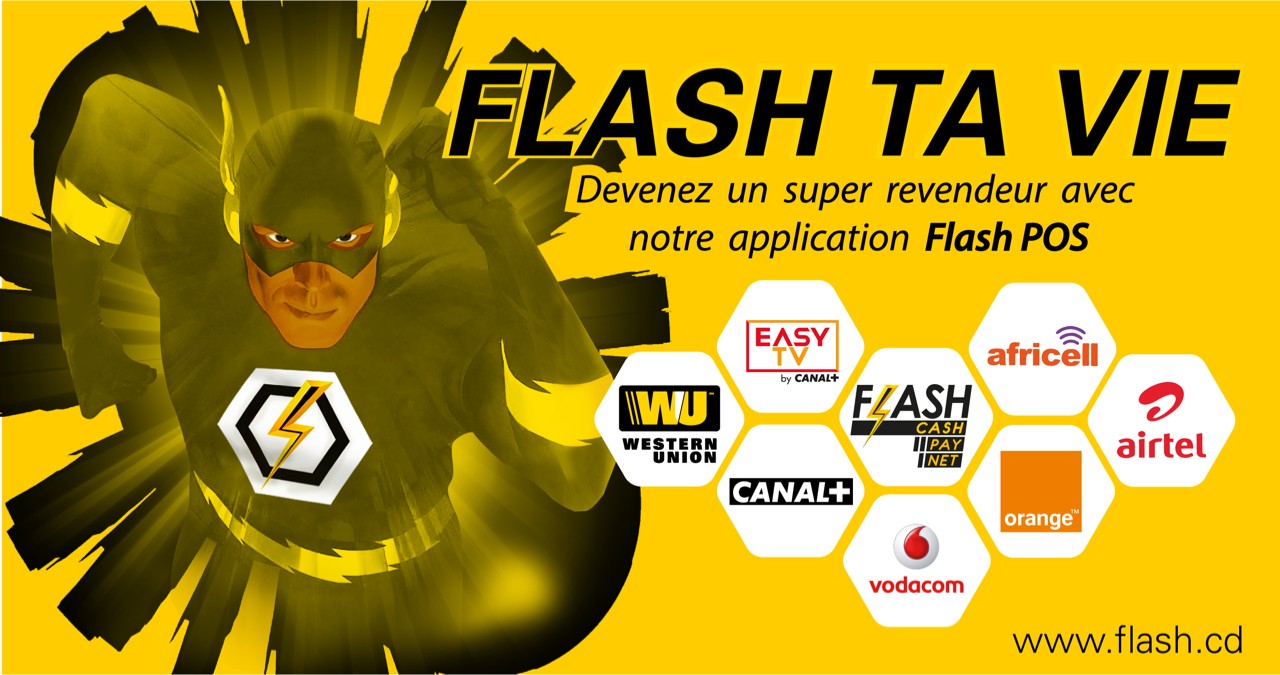 FLASH TA VIE
Devenez un super revendeur avec
notre application Flash POS
EASY
TV
by CANAL+
africell
WU
WESTERN
UNION
FLASH
CASH
PAY
NET
airtel
CANAL+
orange™
vodacom
www.flash.cd